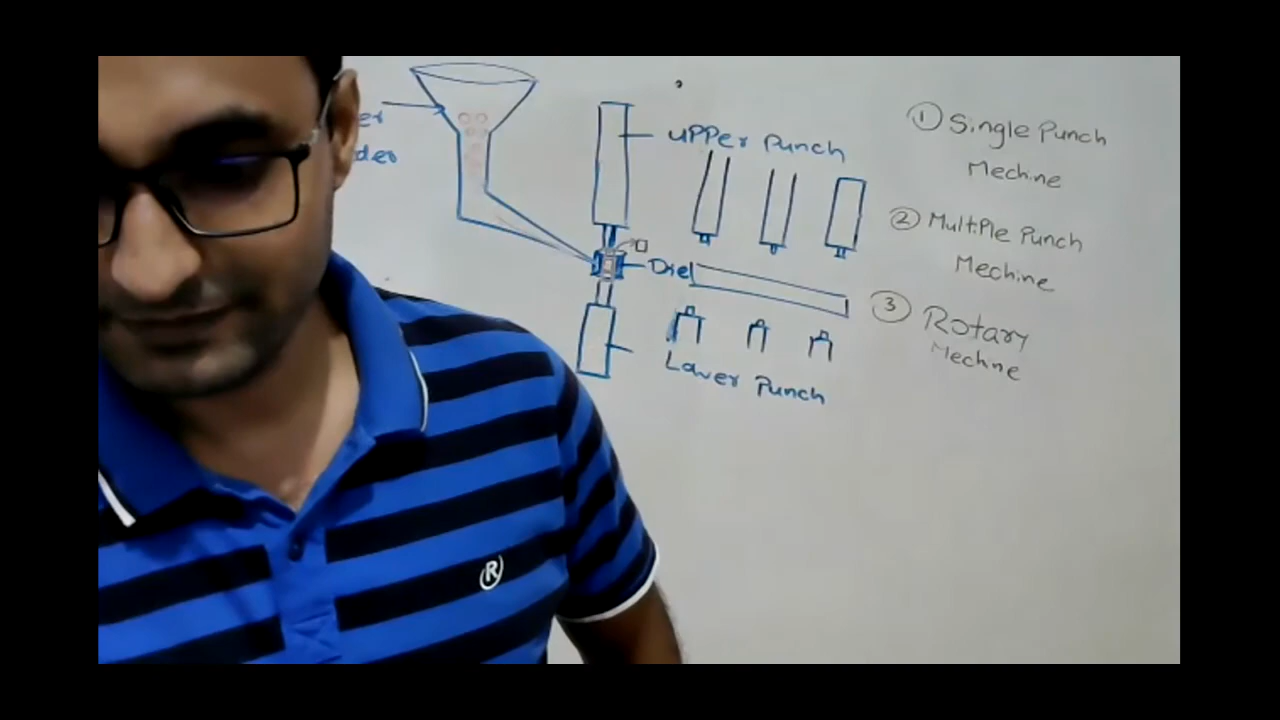 Upper Punch
Die
Lower Punch
① Single Punch
Mechine
② Multiple Punch
Mechine
③ Rotary
Mechine
R